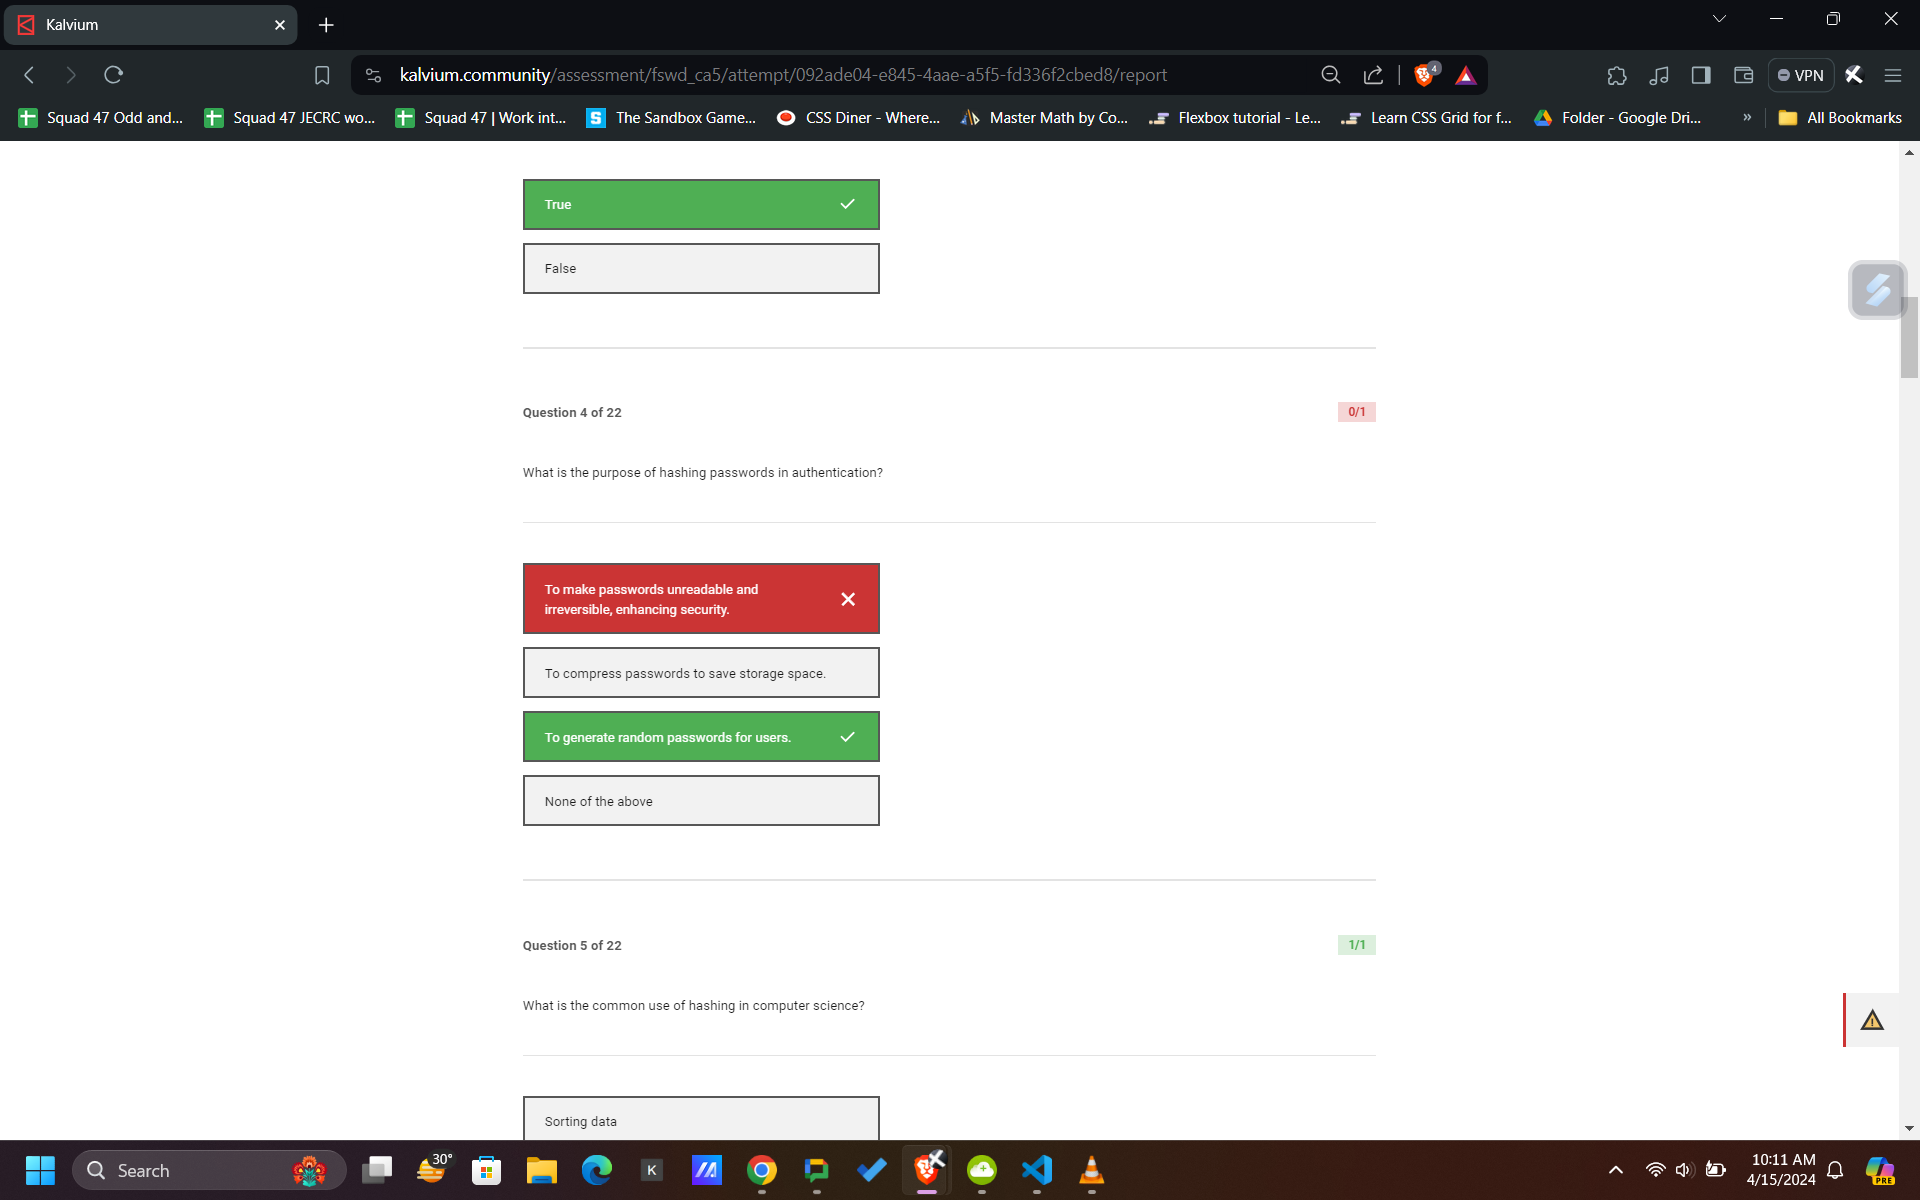 Kalvium
kalvium.community/assessment/fswd_ca5/attempt/092ade04-e845-4aae-a5f5-fd336f2cbed8/report
4
VPN
Squad 47 Odd and...
Squad 47 JECRC wo...
Squad 47 | Work int...
S
The Sandbox Game...
CSS Diner - Where...
Master Math by Co...
Flexbox tutorial - Le...
Learn CSS Grid for f...
Folder - Google Dri...
»
All Bookmarks
True
False
Question 4 of 22
0/1
What is the purpose of hashing passwords in authentication?
To make passwords unreadable and
irreversible, enhancing security.
To compress passwords to save storage space.
To generate random passwords for users.
None of the above
Question 5 of 22
1/1
What is the common use of hashing in computer science?
Sorting data
Search
30°
K
10:11 AM
4/15/2024
PRE